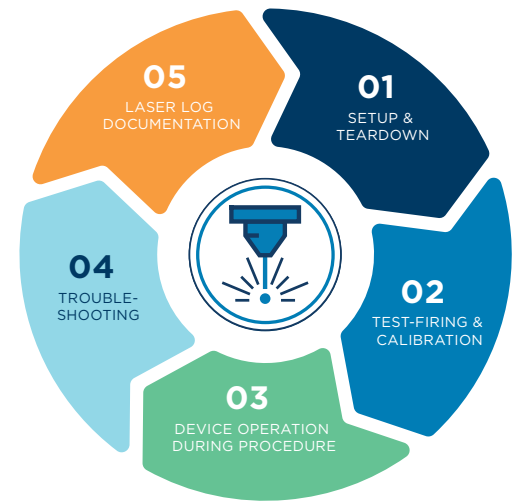 01
SETUP &
TEARDOWN
02
TEST-FIRING &
CALIBRATION
03
DEVICE OPERATION
DURING PROCEDURE
04
TROUBLE-
SHOOTING
05
LASER LOG
DOCUMENTATION